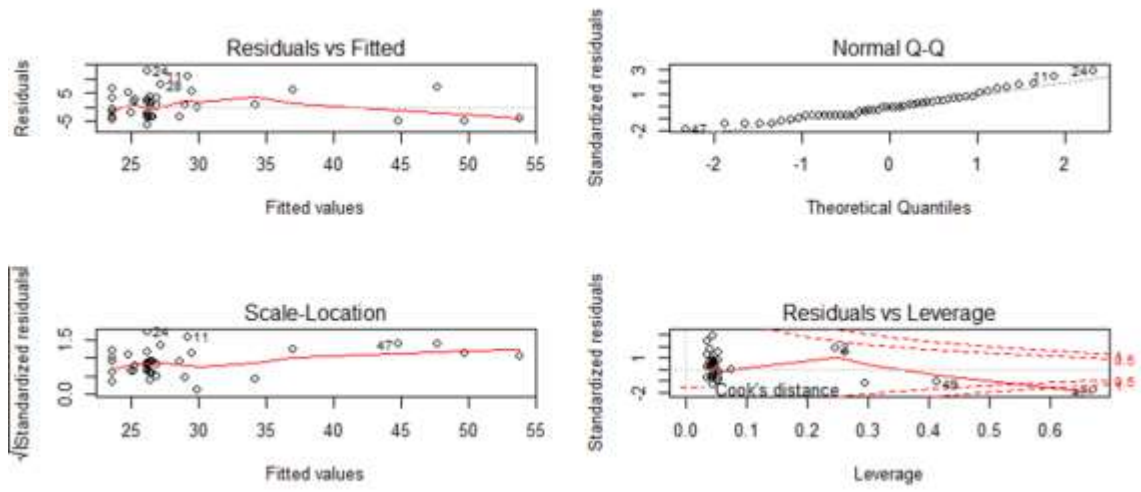 Residuals vs Fitted
Residuals
5
-5
24
11
28
25 30 35 40 45 50 55
Fitted values
Normal Q-Q
Standardized residuals
3
1
-2
47
11
24
-2 -1 0 1 2
Theoretical Quantiles
Scale-Location
√|Standardized residuals|
1.5
0.0
24
11
47
25 30 35 40 45 50 55
Fitted values
Residuals vs Leverage
Standardized residuals
1
-2
Cook's distance
0.5
0.5
0.0 0.1 0.2 0.3 0.4 0.5 0.6
Leverage